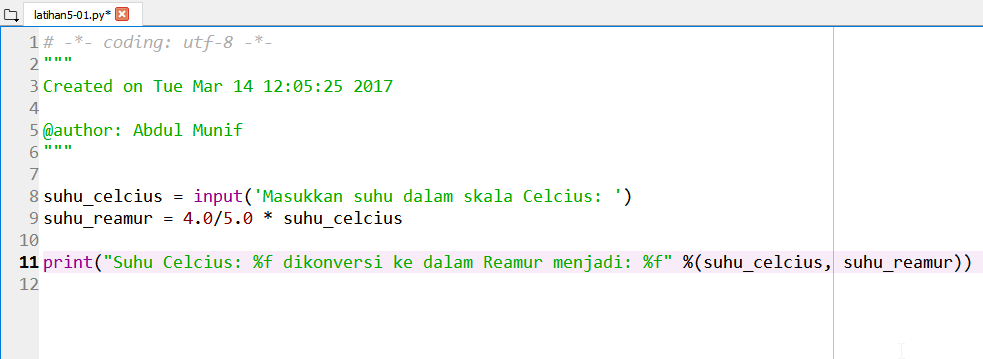 latihan5-01.py*
1 # -*- coding: utf-8 -*-
2 """
3 Created on Tue Mar 14 12:05:25 2017
4
5 @author: Abdul Munif
6 """
7
8 suhu_celcius = input('Masukkan suhu dalam skala Celcius: ')
9 suhu_reamur = 4.0/5.0 * suhu_celcius
10
11 print("Suhu Celcius: %f dikonversi ke dalam Reamur menjadi: %f" %(suhu_celcius, suhu_reamur))
12